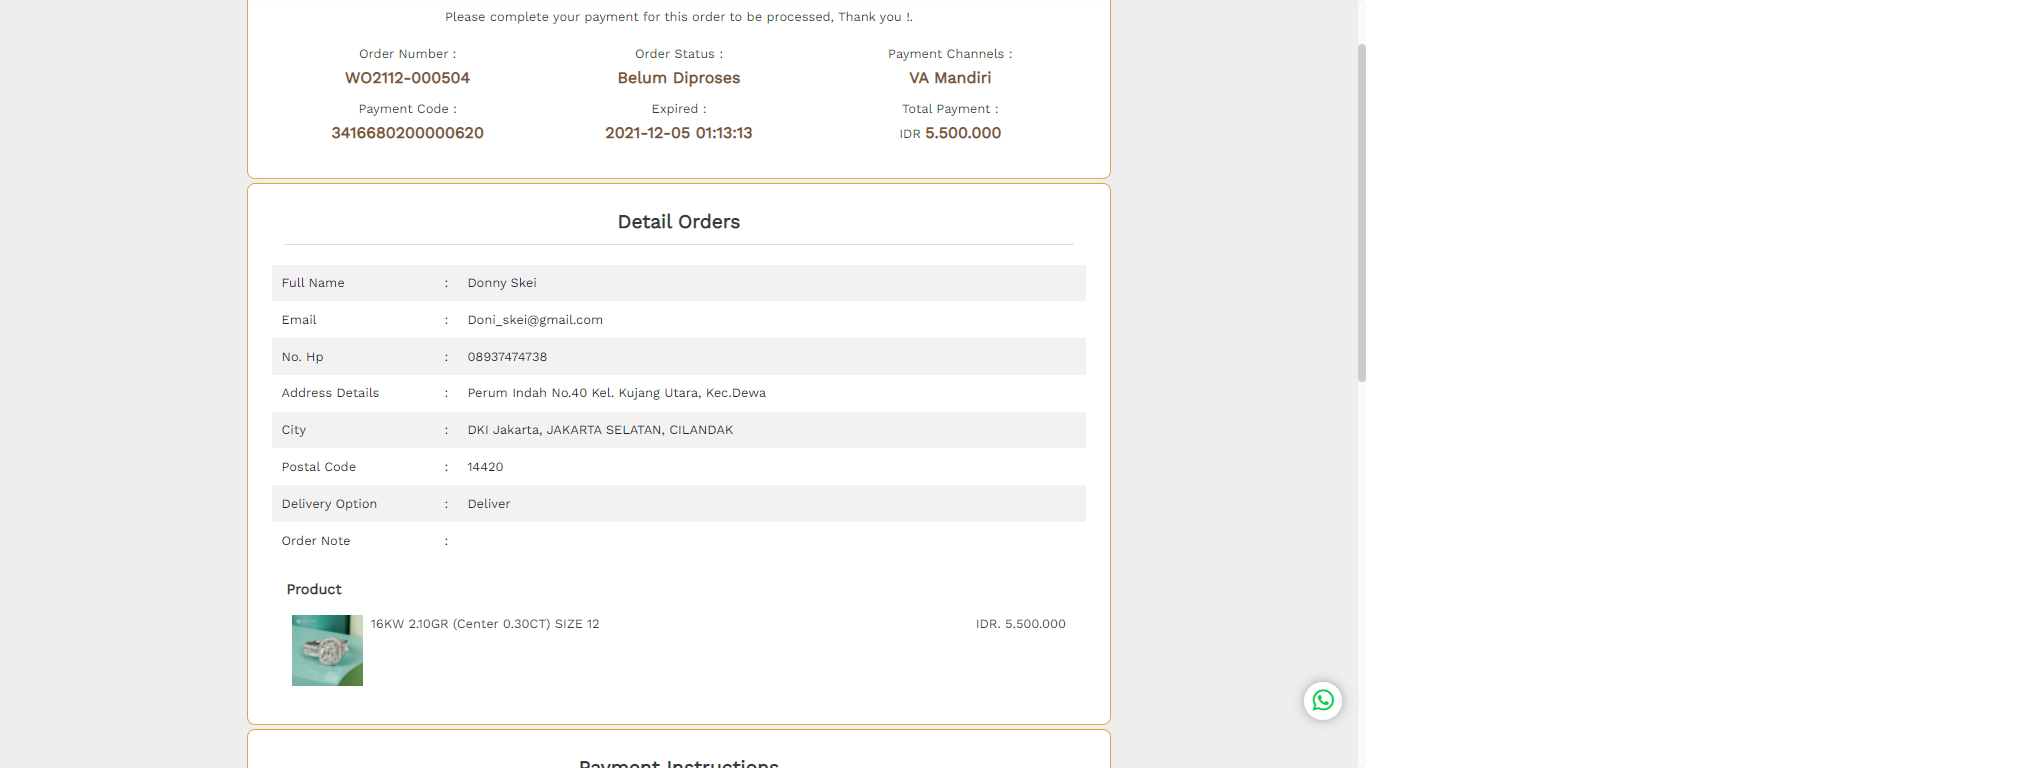 Please complete your payment for this order to be processed, Thank you !.
Order Number :
Order Status :
Payment Channels :
WO2112-000504
Belum Diproses
VA Mandiri
Payment Code :
Expired :
Total Payment :
3416680200000620
2021-12-05 01:13:13
IDR 5.500.000
Detail Orders
Full Name : Donny Skei
Email : Doni_skei@gmail.com
No. Hp : 08937474738
Address Details : Perum Indah No.40 Kel. Kujang Utara, Kec.Dewa
City : DKI Jakarta, JAKARTA SELATAN, CILANDAK
Postal Code : 14420
Delivery Option : Deliver
Order Note :
Product
16KW 2.10GR (Center 0.30CT) SIZE 12 IDR. 5.500.000
Payment Instructions